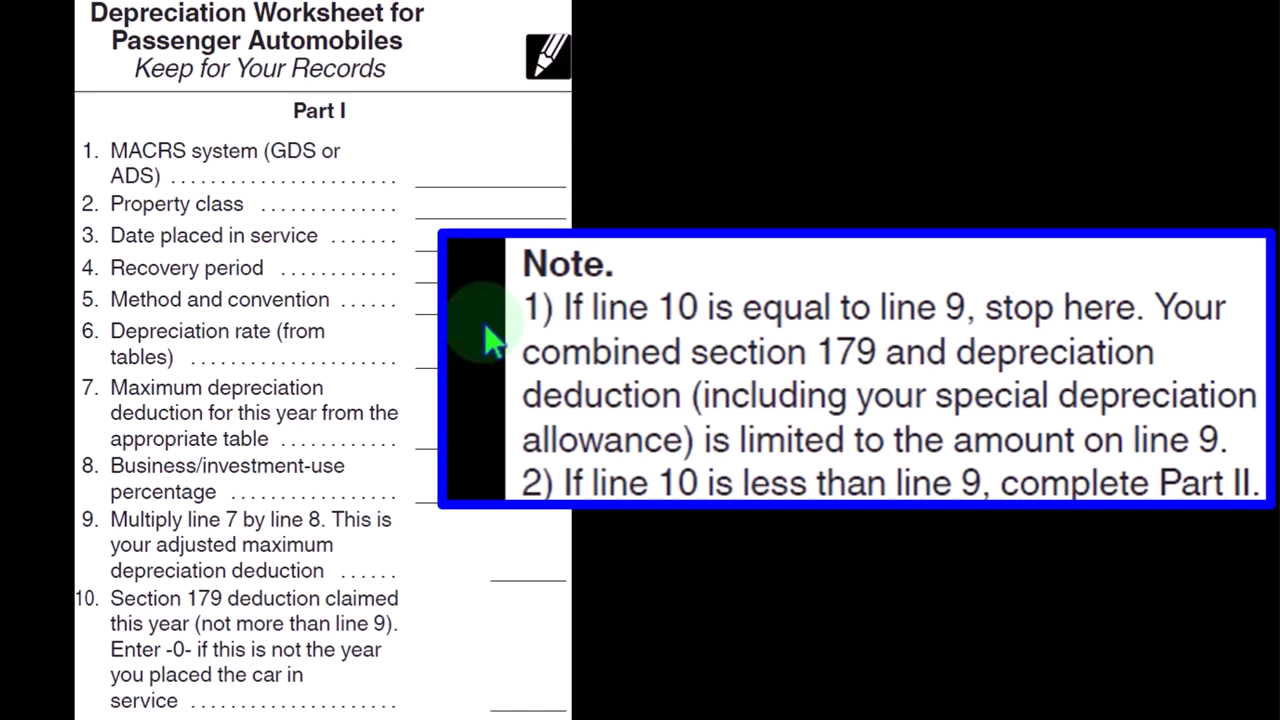 Depreciation Worksheet for
Passenger Automobiles
Keep for Your Records
Part I
1. MACRS system (GDS or
ADS) . . . . . . . . . . . . . . . . . . . . . . .
2. Property class . . . . . . . . . . . . . .
3. Date placed in service . . . . . . .
4. Recovery period . . . . . . . . . . . .
5. Method and convention . . . . . .
6. Depreciation rate (from
tables) . . . . . . . . . . . . . . . . . . . . .
7. Maximum depreciation
deduction for this year from the
appropriate table . . . . . . . . . . . .
8. Business/investment-use
percentage . . . . . . . . . . . . . . . . .
9. Multiply line 7 by line 8. This is
your adjusted maximum
depreciation deduction . . . . . .
10. Section 179 deduction claimed
this year (not more than line 9).
Enter -0- if this is not the year
you placed the car in
service . . . . . . . . . . . . . . . . . . . . .
Note.
1) If line 10 is equal to line 9, stop here. Your
combined section 179 and depreciation
deduction (including your special depreciation
allowance) is limited to the amount on line 9.
2) If line 10 is less than line 9, complete Part II.